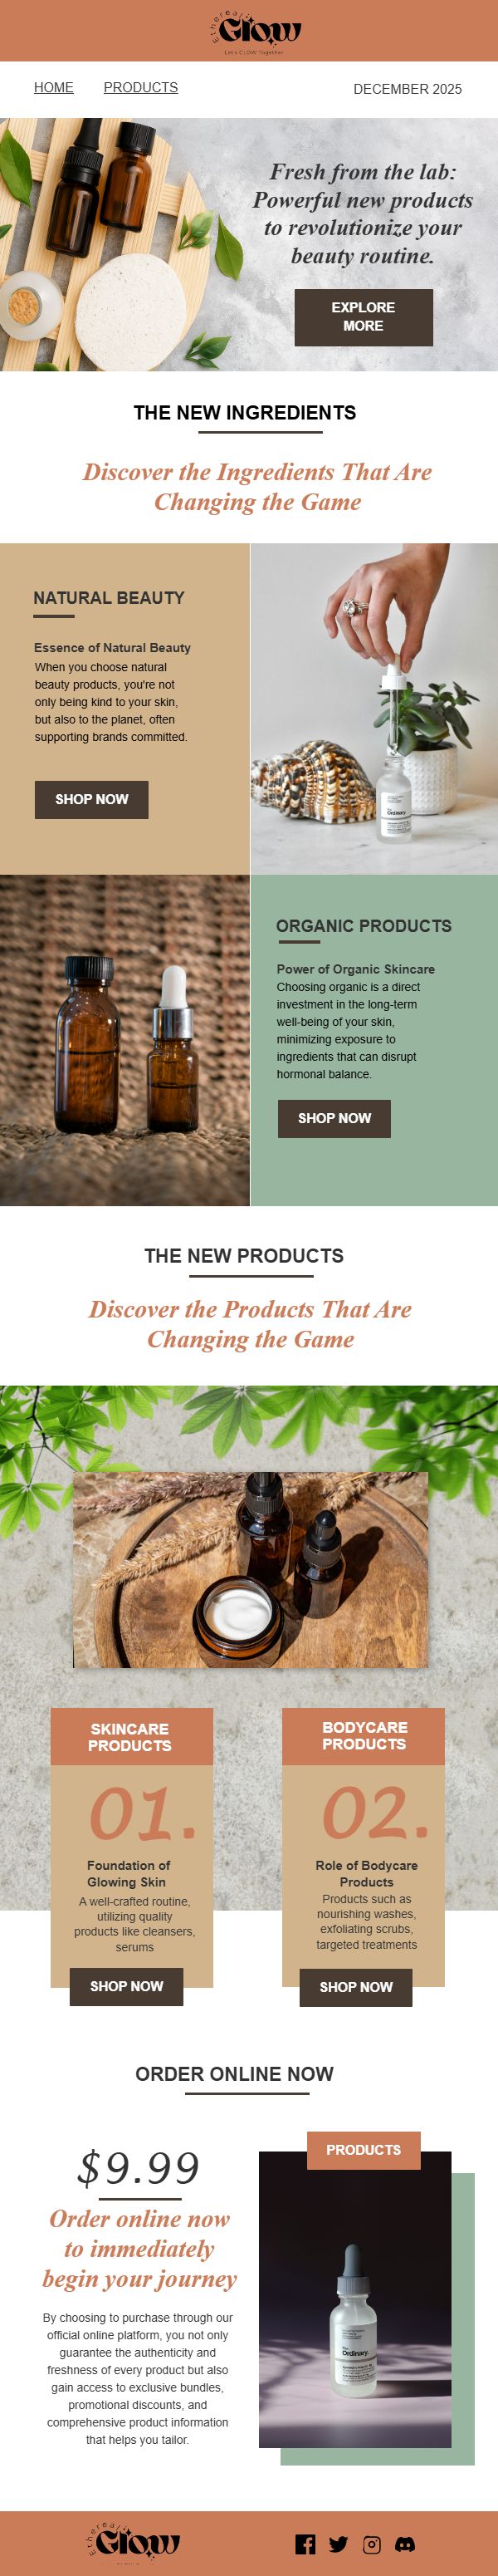 Ethereal
Glow
Let's GLOW Together
HOME PRODUCTS DECEMBER 2025
Fresh from the lab:
Powerful new products
to revolutionize your
beauty routine.
EXPLORE
MORE
THE NEW INGREDIENTS
Discover the Ingredients That Are
Changing the Game
NATURAL BEAUTY
Essence of Natural Beauty
When you choose natural
beauty products, you're not
only being kind to your skin,
but also to the planet, often
supporting brands committed.
SHOP NOW
The
Ordinary.
ORGANIC PRODUCTS
Power of Organic Skincare
Choosing organic is a direct
investment in the long-term
well-being of your skin,
minimizing exposure to
ingredients that can disrupt
hormonal balance.
SHOP NOW
THE NEW PRODUCTS
Discover the Products That Are
Changing the Game
SKINCARE
PRODUCTS
01.
Foundation of
Glowing Skin
A well-crafted routine,
utilizing quality
products like cleansers,
serums
SHOP NOW
BODYCARE
PRODUCTS
02.
Role of Bodycare
Products
Products such as
nourishing washes,
exfoliating scrubs,
targeted treatments
SHOP NOW
ORDER ONLINE NOW
$9.99
Order online now
to immediately
begin your journey
By choosing to purchase through our
official online platform, you not only
guarantee the authenticity and
freshness of every product but also
gain access to exclusive bundles,
promotional discounts, and
comprehensive product information
that helps you tailor.
PRODUCTS
The
Ordinary.
Ethereal
Glow